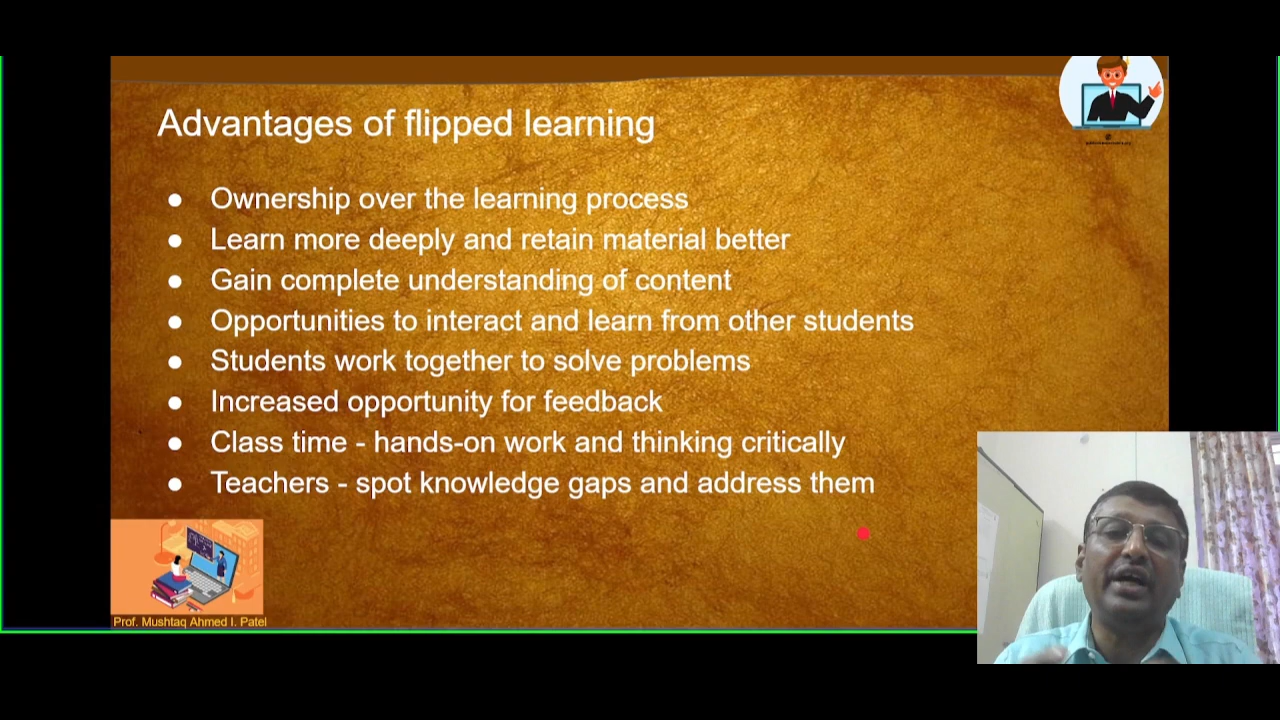 Advantages of flipped learning
● Ownership over the learning process
● Learn more deeply and retain material better
● Gain complete understanding of content
● Opportunities to interact and learn from other students
● Students work together to solve problems
● Increased opportunity for feedback
● Class time - hands-on work and thinking critically
● Teachers - spot knowledge gaps and address them
Prof. Mushtaq Ahmed I. Patel